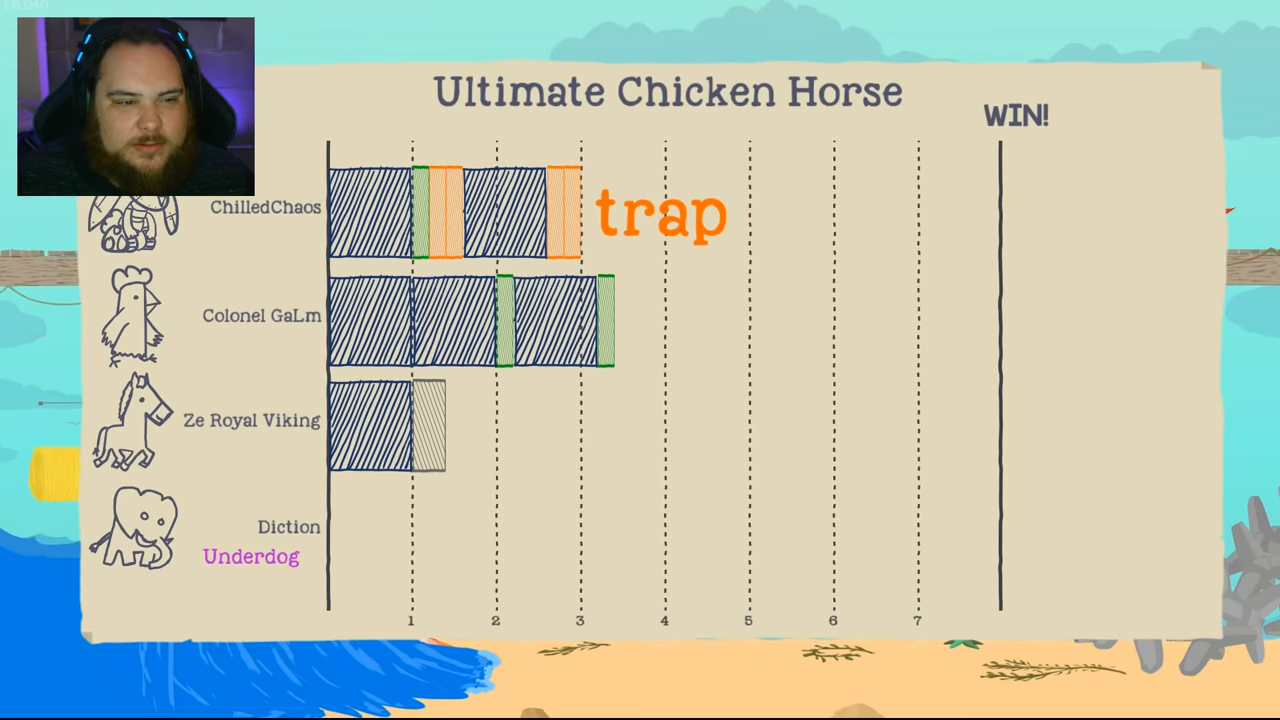 Ultimate Chicken Horse
WIN!
ChilledChaos
trap
Colonel GaLm
Ze Royal Viking
Diction
Underdog
1 2 3 4 5 6 7